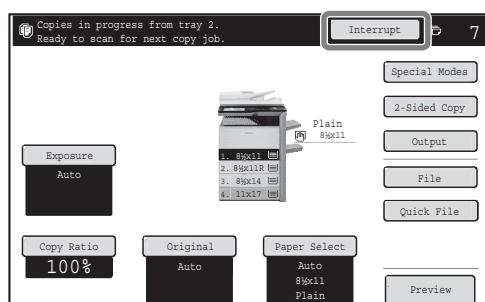 Copies in progress from tray 2.
Ready to scan for next copy job.
Interrupt
7
Special Modes
2-Sided Copy
Output
File
Quick File
Preview
Plain
8½x11
1. 8½x11
2. 8½x11R
3. 8½x14
4. 11x17
Exposure
Auto
Copy Ratio
100%
Original
Auto
Paper Select
Auto
8½x11
Plain